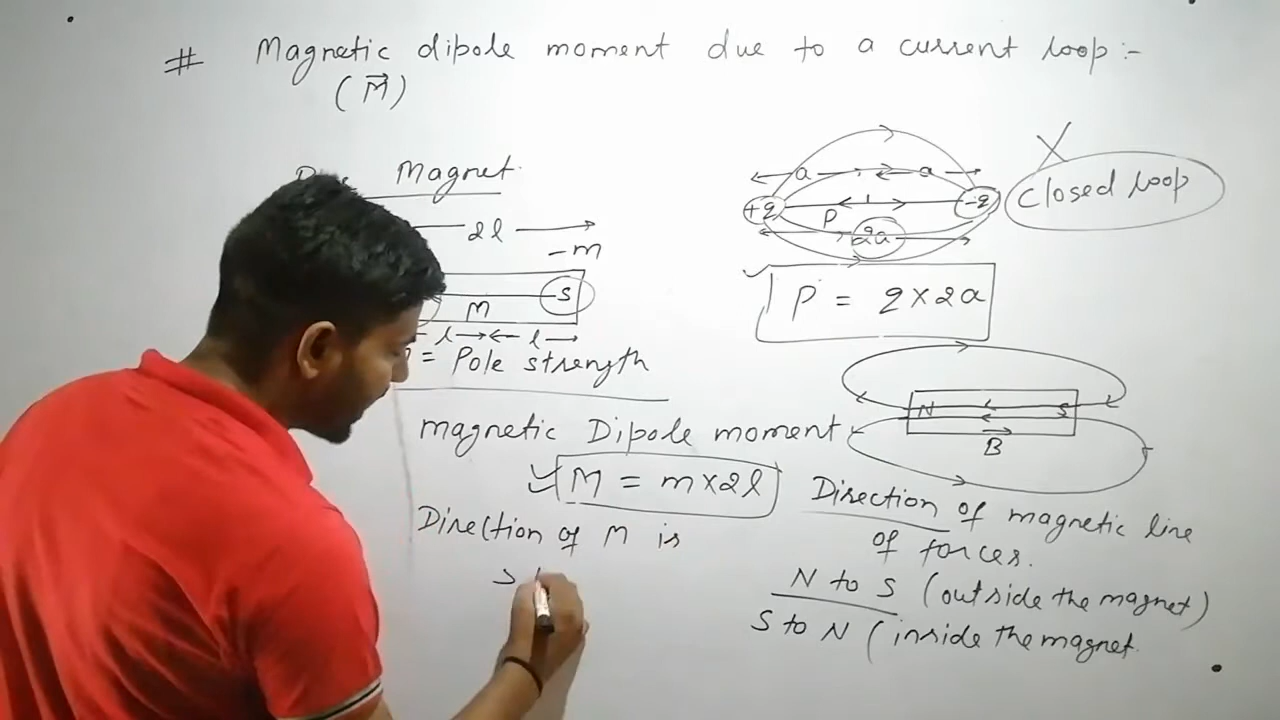 # Magnetic dipole moment due to a current loop :-
(M⃗)
Magnet
2l
-m
S
M
l l
= Pole strength
magnetic Dipole moment
M = m×2l
Direction of M is
S
a a
+q -q
P
2a
closed loop
P = q×2a
N S
B
Direction of magnetic line
of forces.
N to S (outside the magnet)
S to N (inside the magnet